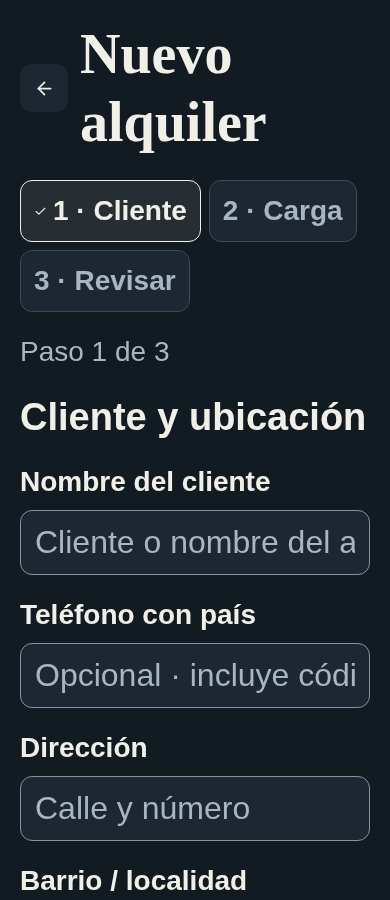 Nuevo
alquiler
1 · Cliente
2 · Carga
3 · Revisar
Paso 1 de 3
Cliente y ubicación
Nombre del cliente
Cliente o nombre del a
Teléfono con país
Opcional · incluye códi
Dirección
Calle y número
Barrio / localidad